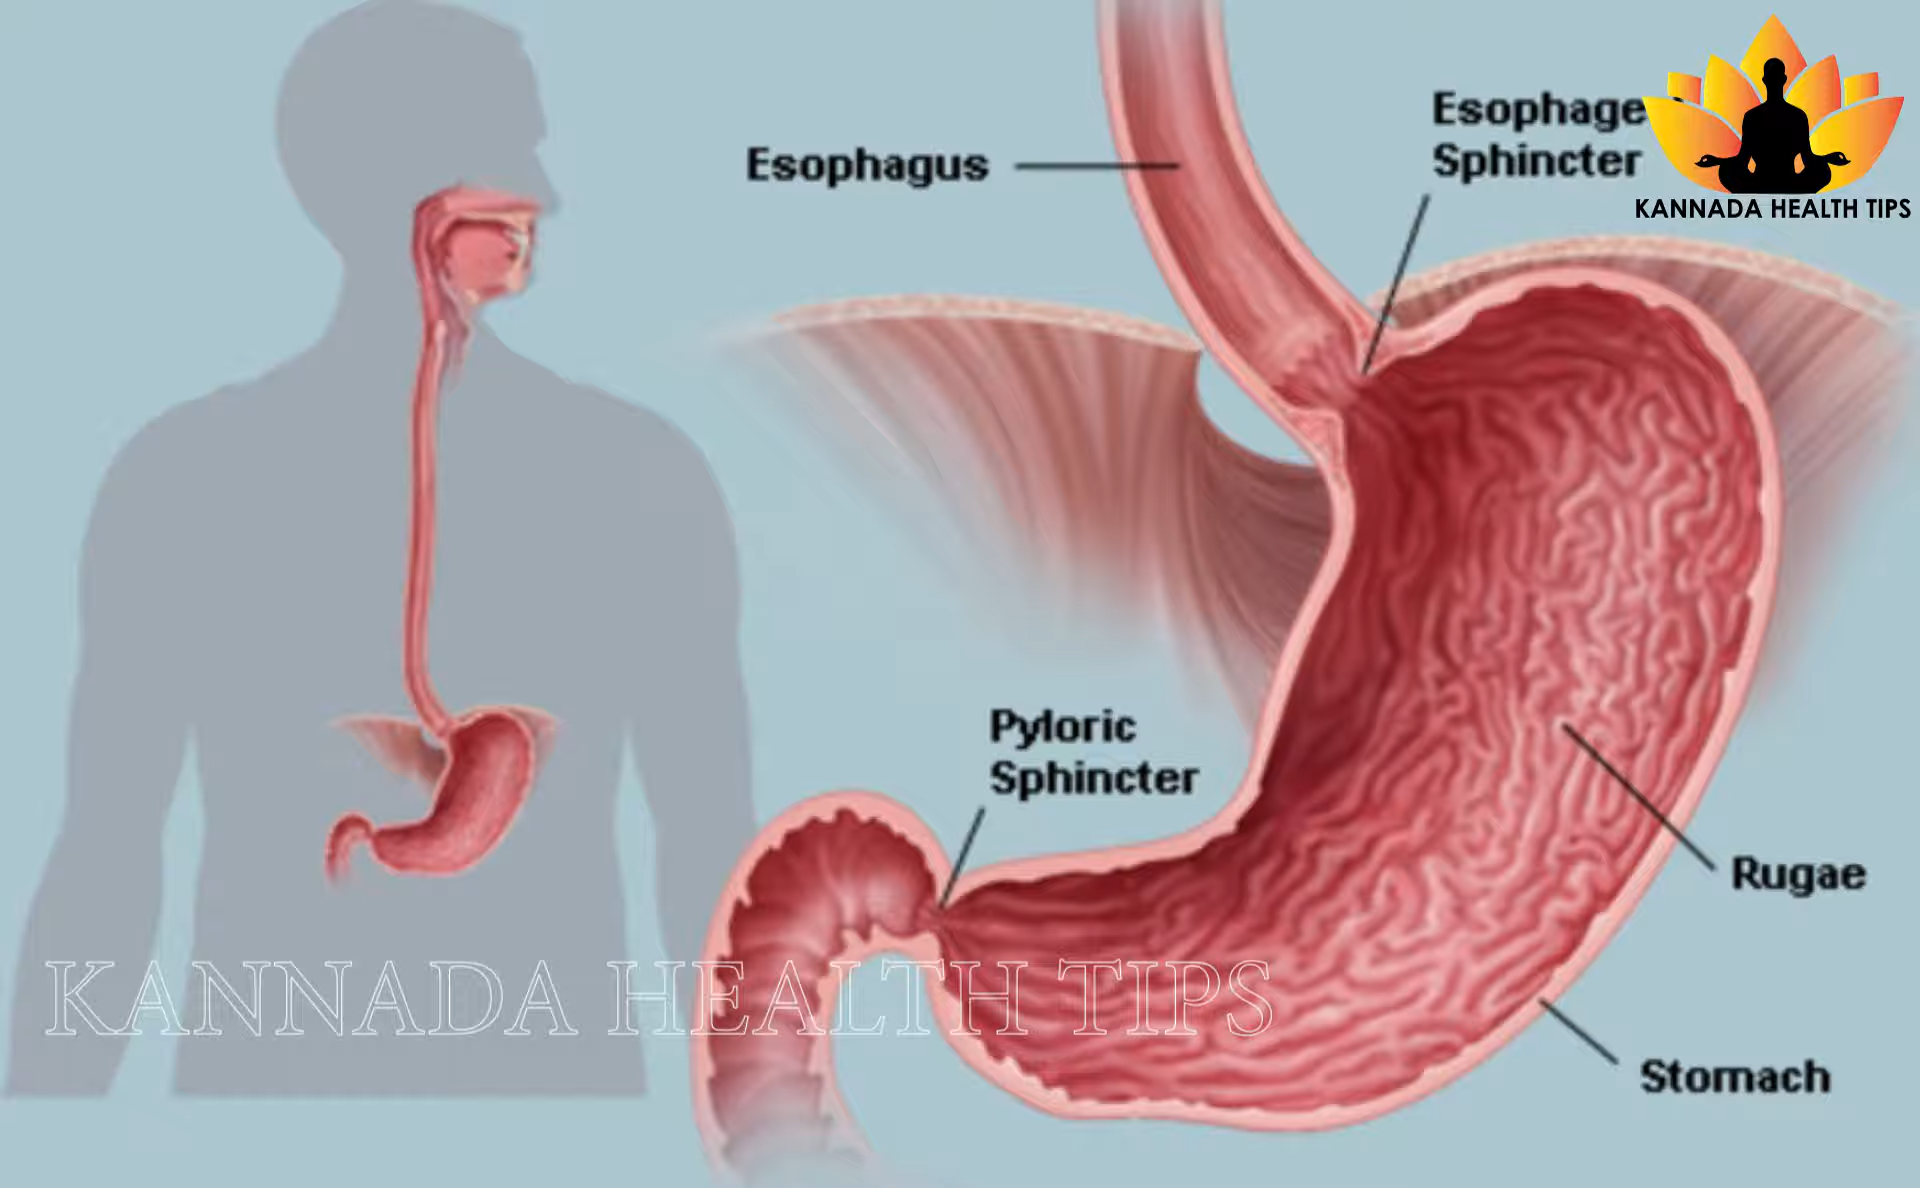 Esophagus
Esophage
Sphincter
KANNADA HEALTH TIPS
Pyloric
Sphincter
Rugae
KANNADA HEALTH TIPS
Stomach